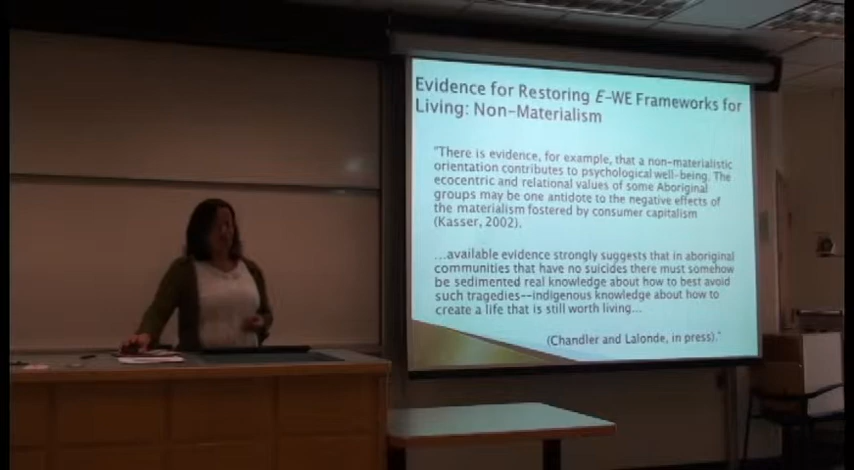 Evidence for Restoring E-WE Frameworks for
Living: Non-Materialism
"There is evidence, for example, that a non-materialistic
orientation contributes to psychological well-being. The
ecocentric and relational values of some Aboriginal
groups may be one antidote to the negative effects of
the materialism fostered by consumer capitalism
(Kasser, 2002).
...available evidence strongly suggests that in aboriginal
communities that have no suicides there must somehow
be sedimented real knowledge about how to best avoid
such tragedies--indigenous knowledge about how to
create a life that is still worth living...
(Chandler and Lalonde, in press)."